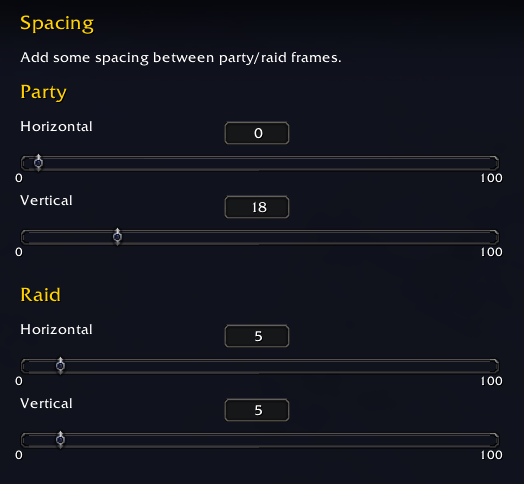 Spacing
Add some spacing between party/raid frames.
Party
Horizontal
0
0 100
Vertical
18
0 100
Raid
Horizontal
5
0 100
Vertical
5
0 100